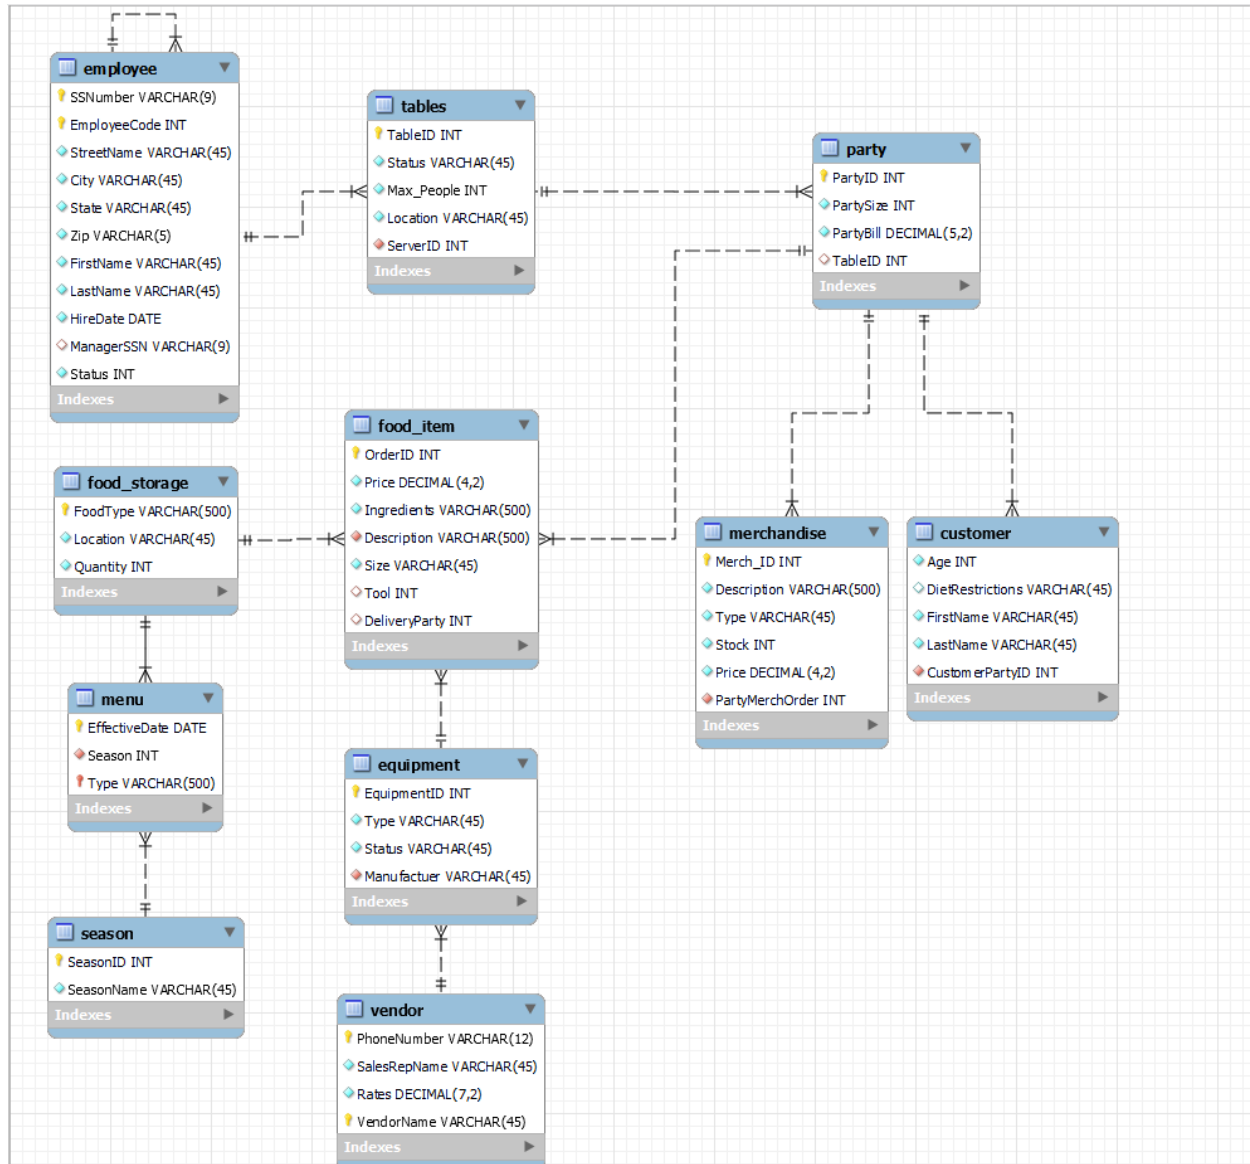 employee
SSNumber VARCHAR(9)
EmployeeCode INT
StreetName VARCHAR(45)
City VARCHAR(45)
State VARCHAR(45)
Zip VARCHAR(5)
FirstName VARCHAR(45)
LastName VARCHAR(45)
HireDate DATE
ManagerSSN VARCHAR(9)
Status INT
Indexes
tables
TableID INT
Status VARCHAR(45)
Max_People INT
Location VARCHAR(45)
ServerID INT
Indexes
party
PartyID INT
PartySize INT
PartyBill DECIMAL(5,2)
TableID INT
Indexes
food_storage
FoodType VARCHAR(500)
Location VARCHAR(45)
Quantity INT
Indexes
food_item
OrderID INT
Price DECIMAL(4,2)
Ingredients VARCHAR(500)
Description VARCHAR(500)
Size VARCHAR(45)
Tool INT
DeliveryParty INT
Indexes
merchandise
Merch_ID INT
Description VARCHAR(500)
Type VARCHAR(45)
Stock INT
Price DECIMAL(4,2)
PartyMerchOrder INT
Indexes
customer
Age INT
DietRestrictions VARCHAR(45)
FirstName VARCHAR(45)
LastName VARCHAR(45)
CustomerPartyID INT
Indexes
menu
EffectiveDate DATE
Season INT
Type VARCHAR(500)
Indexes
equipment
EquipmentID INT
Type VARCHAR(45)
Status VARCHAR(45)
Manufactuer VARCHAR(45)
Indexes
season
SeasonID INT
SeasonName VARCHAR(45)
Indexes
vendor
PhoneNumber VARCHAR(12)
SalesRepName VARCHAR(45)
Rates DECIMAL(7,2)
VendorName VARCHAR(45)
Indexes